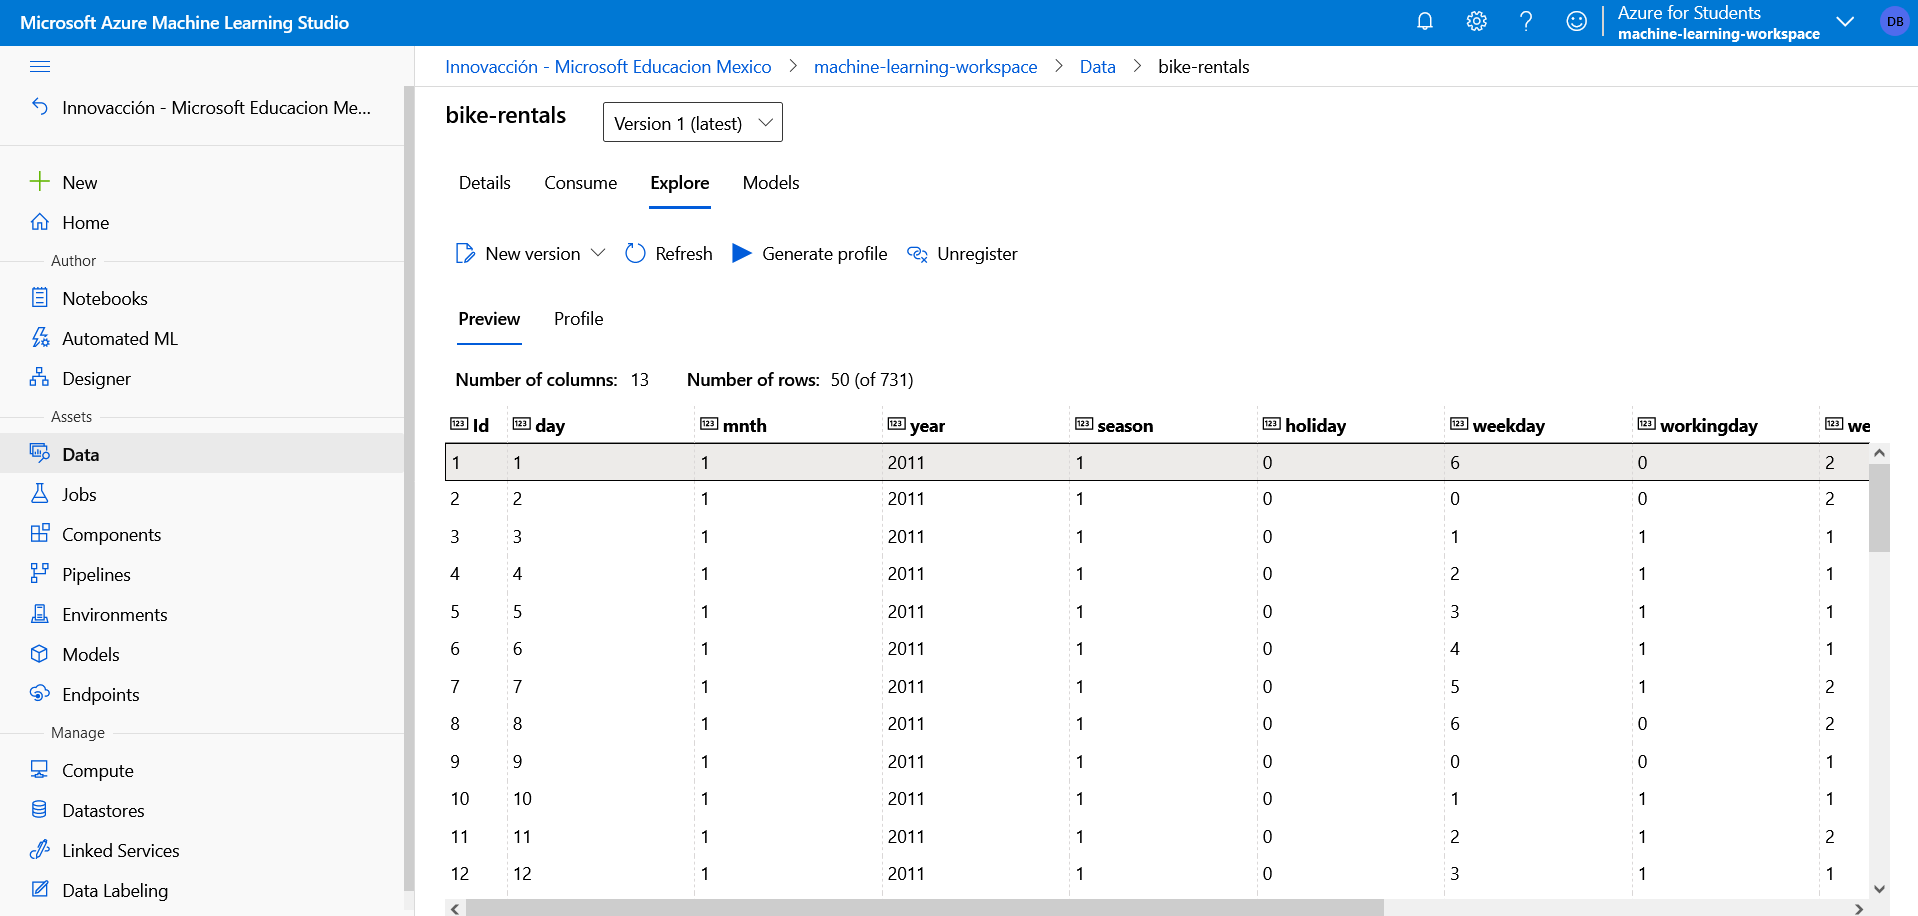 Microsoft Azure Machine Learning Studio
Azure for Students
machine-learning-workspace
DB
Innovacción - Microsoft Educacion Mexico > machine-learning-workspace > Data > bike-rentals
Innovacción - Microsoft Educacion Me...
New
Home
Author
Notebooks
Automated ML
Designer
Assets
Data
Jobs
Components
Pipelines
Environments
Models
Endpoints
Manage
Compute
Datastores
Linked Services
Data Labeling
bike-rentals
Version 1 (latest)
Details Consume Explore Models
New version Refresh Generate profile Unregister
Preview Profile
Number of columns: 13 Number of rows: 50 (of 731)
123 Id 123 day 123 mnth 123 year 123 season 123 holiday 123 weekday 123 workingday 123 we
1 1 1 2011 1 0 6 0 2
2 2 1 2011 1 0 0 0 2
3 3 1 2011 1 0 1 1 1
4 4 1 2011 1 0 2 1 1
5 5 1 2011 1 0 3 1 1
6 6 1 2011 1 0 4 1 1
7 7 1 2011 1 0 5 1 2
8 8 1 2011 1 0 6 0 2
9 9 1 2011 1 0 0 0 1
10 10 1 2011 1 0 1 1 1
11 11 1 2011 1 0 2 1 2
12 12 1 2011 1 0 3 1 1